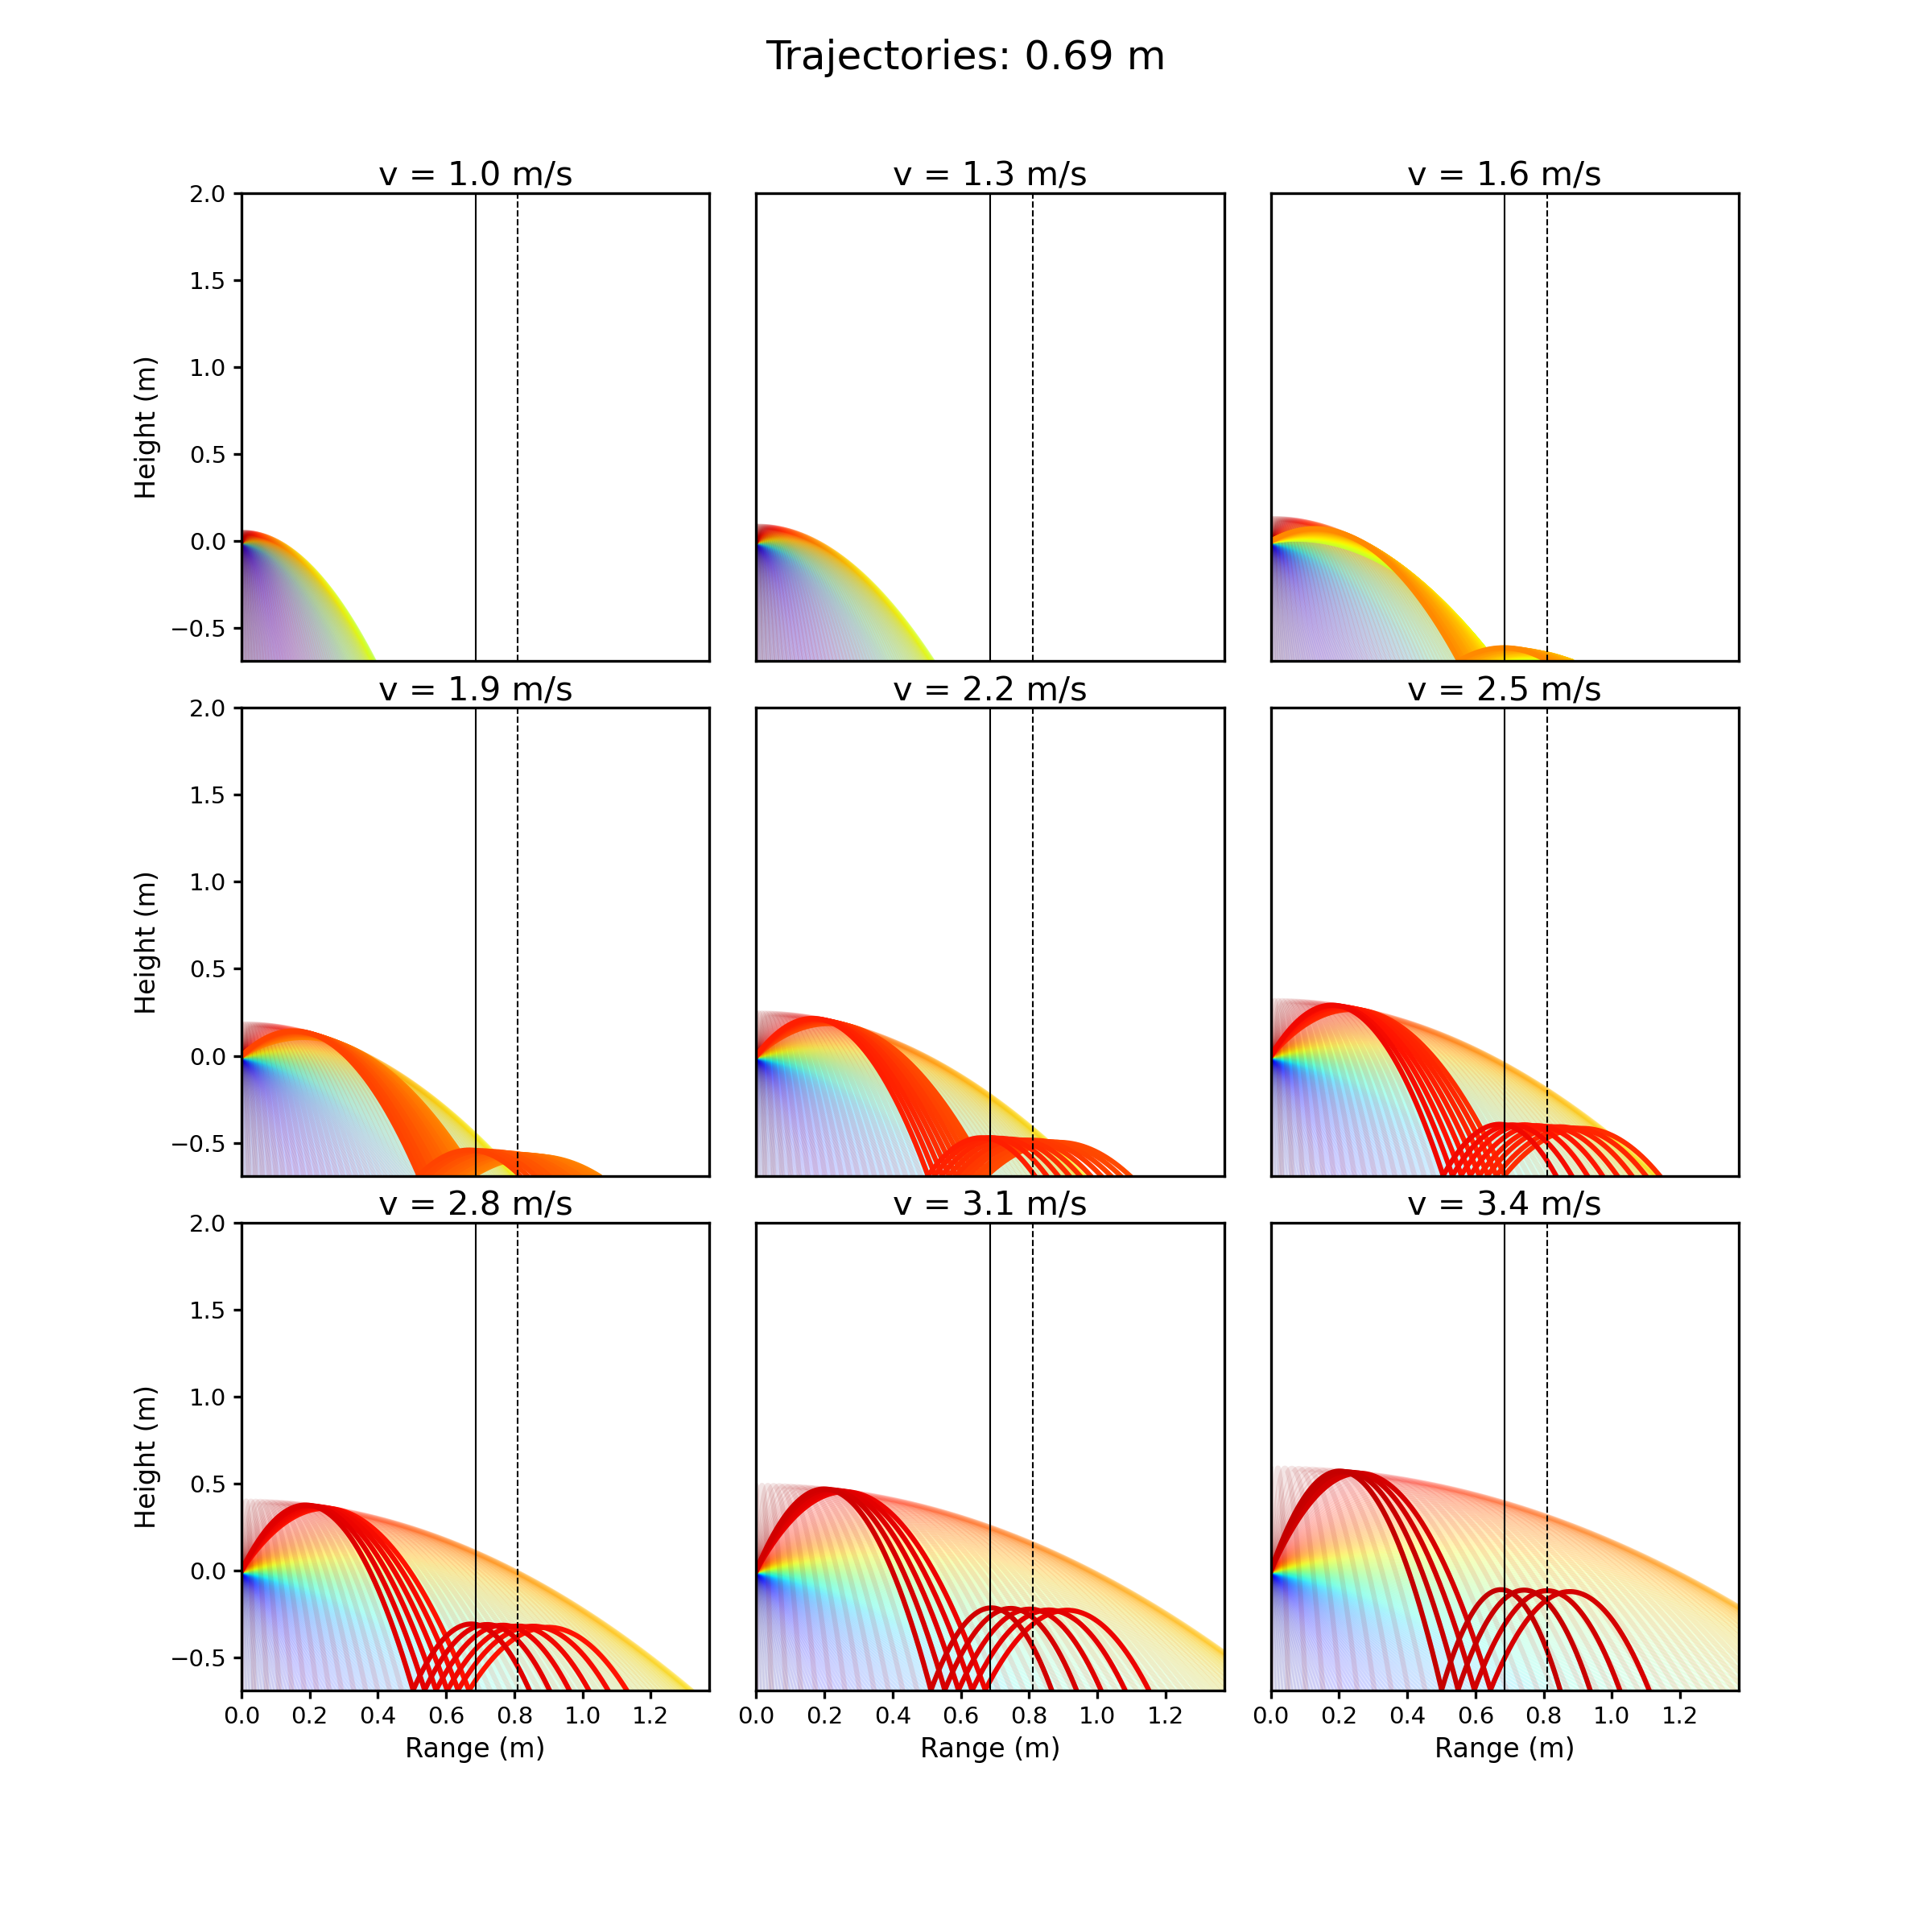 Trajectories: 0.69 m
v = 1.0 m/s
v = 1.3 m/s
v = 1.6 m/s
2.0
1.5
1.0
0.5
0.0
−0.5
Height (m)
v = 1.9 m/s
v = 2.2 m/s
v = 2.5 m/s
2.0
1.5
1.0
0.5
0.0
−0.5
Height (m)
v = 2.8 m/s
v = 3.1 m/s
v = 3.4 m/s
2.0
1.5
1.0
0.5
0.0
−0.5
Height (m)
0.0 0.2 0.4 0.6 0.8 1.0 1.2
0.0 0.2 0.4 0.6 0.8 1.0 1.2
0.0 0.2 0.4 0.6 0.8 1.0 1.2
Range (m)
Range (m)
Range (m)